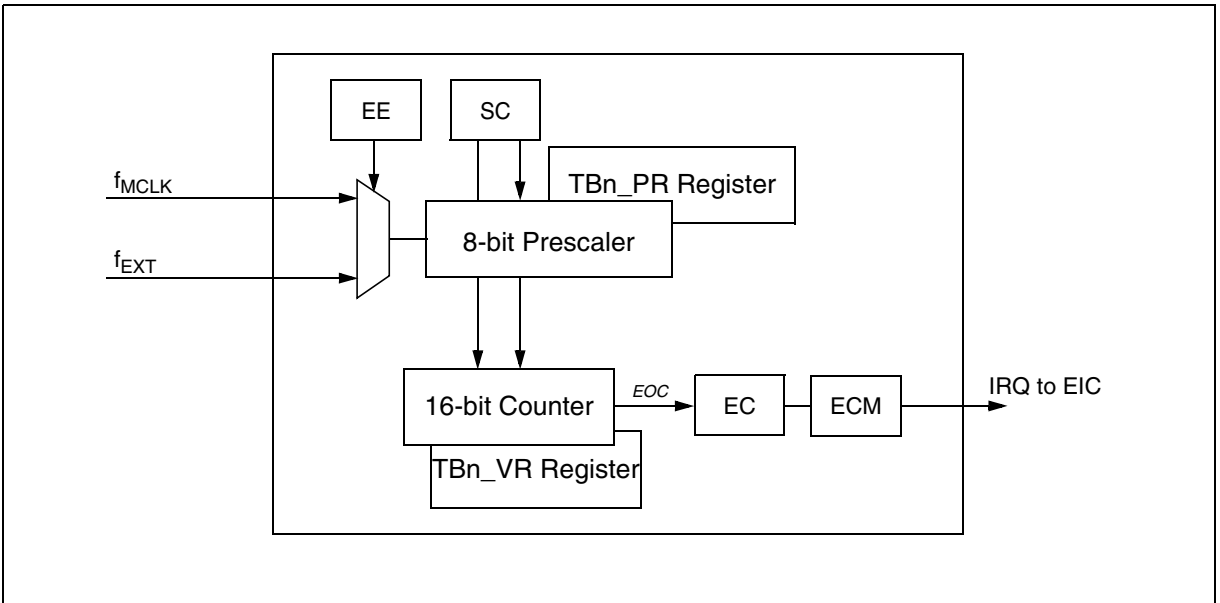 EE
SC
fMCLK
TBn_PR Register
8-bit Prescaler
fEXT
16-bit Counter
EOC
EC
ECM
IRQ to EIC
TBn_VR Register